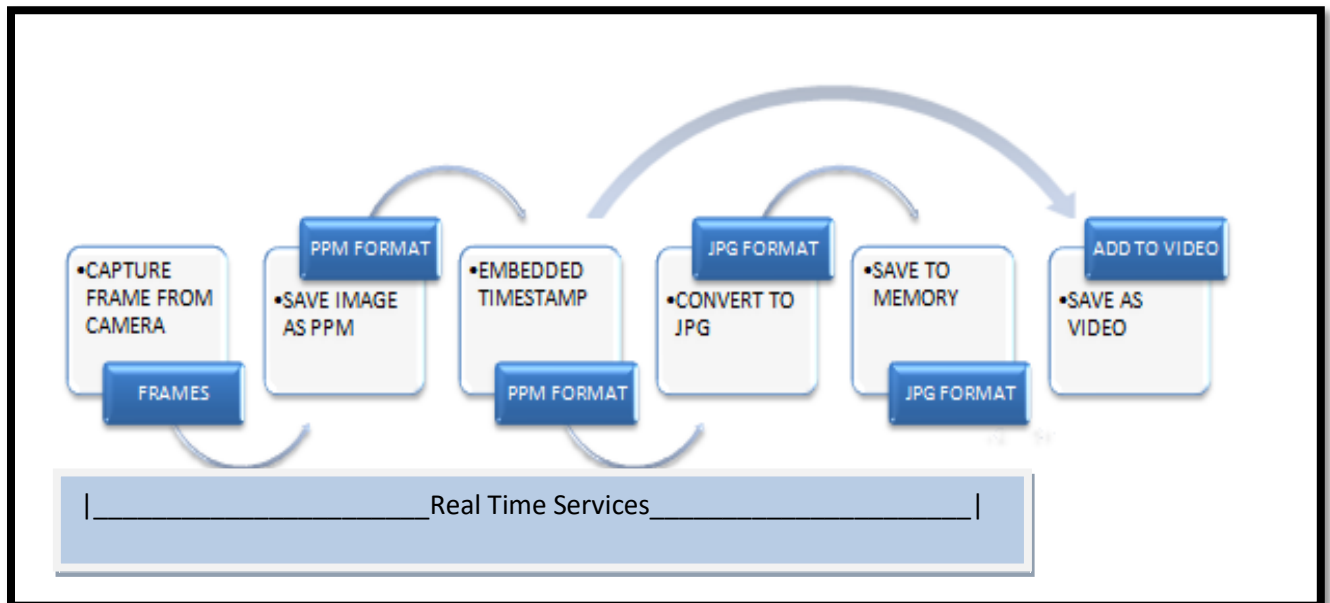 •CAPTURE
FRAME FROM
CAMERA
FRAMES
PPM FORMAT
•SAVE IMAGE
AS PPM
•EMBEDDED
TIMESTAMP
PPM FORMAT
JPG FORMAT
•CONVERT TO
JPG
•SAVE TO
MEMORY
JPG FORMAT
ADD TO VIDEO
•SAVE AS
VIDEO
|_______________________Real Time Services______________________|